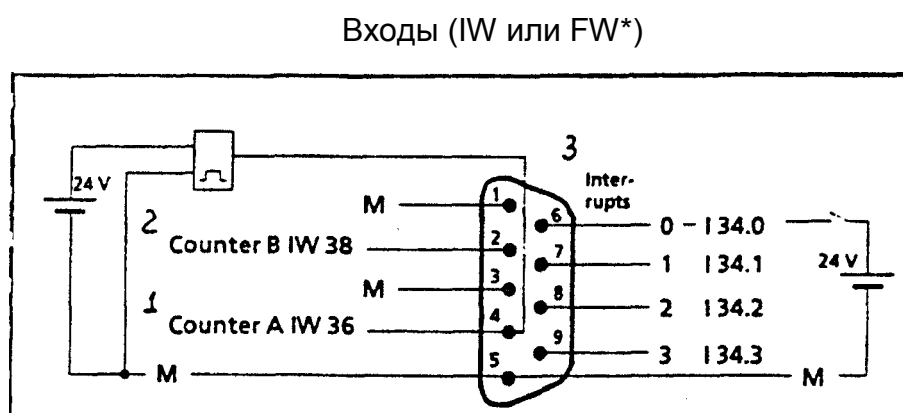 Входы (IW или FW*)
3
Inter-
rupts
24 V
M
1
6
0 - I 34.0
2
Counter B IW 38
2
7
1 I 34.1
24 V
M
3
8
2 I 34.2
1
Counter A IW 36
4
9
3 I 34.3
M
5
M